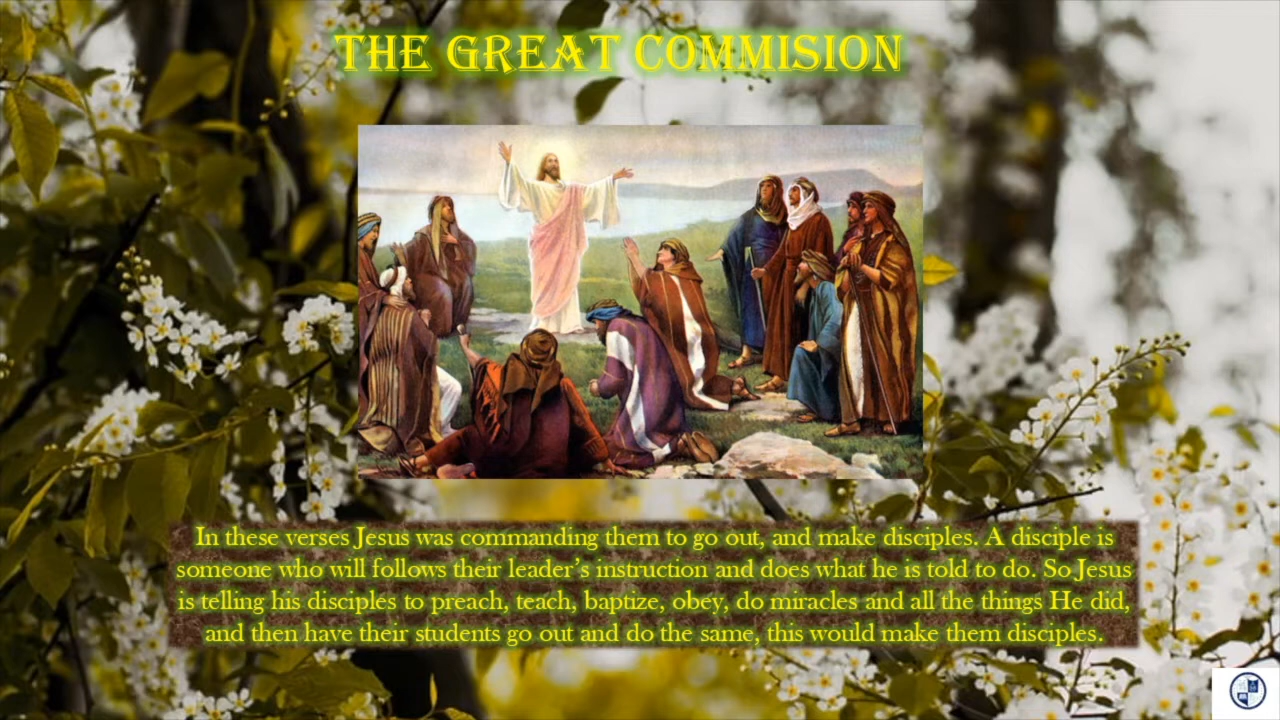 THE GREAT COMMISION
In these verses Jesus was commanding them to go out, and make disciples. A disciple is
someone who will follows their leader's instruction and does what he is told to do. So Jesus
is telling his disciples to preach, teach, baptize, obey, do miracles and all the things He did,
and then have their students go out and do the same, this would make them disciples.